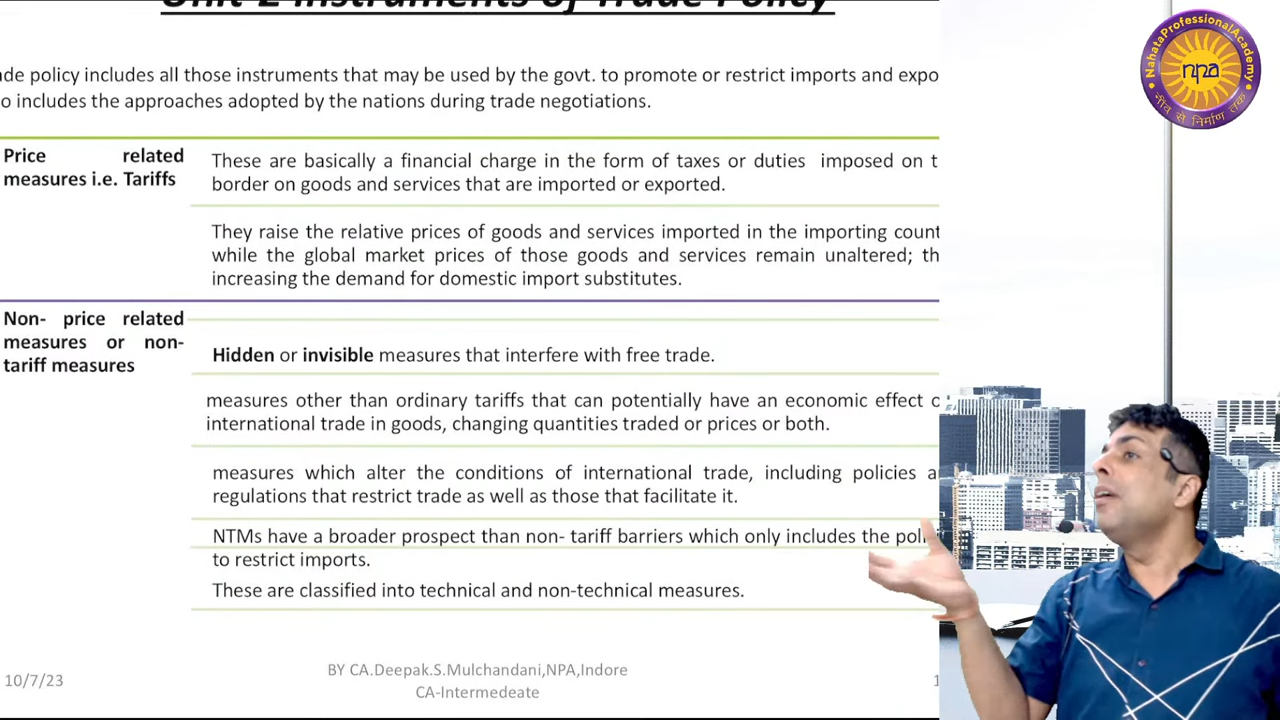 Unit-2 Instruments of Trade Policy
ade policy includes all those instruments that may be used by the govt. to promote or restrict imports and expo
o includes the approaches adopted by the nations during trade negotiations.
Price related
measures i.e. Tariffs
These are basically a financial charge in the form of taxes or duties imposed on t
border on goods and services that are imported or exported.
They raise the relative prices of goods and services imported in the importing count
while the global market prices of those goods and services remain unaltered; th
increasing the demand for domestic import substitutes.
Non- price related
measures or non-
tariff measures
Hidden or invisible measures that interfere with free trade.
measures other than ordinary tariffs that can potentially have an economic effect o
international trade in goods, changing quantities traded or prices or both.
measures which alter the conditions of international trade, including policies a
regulations that restrict trade as well as those that facilitate it.
NTMs have a broader prospect than non- tariff barriers which only includes the pol
to restrict imports.
These are classified into technical and non-technical measures.
10/7/23
BY CA.Deepak.S.Mulchandani,NPA,Indore
CA-Intermedeate
1
NahataProfessionalAcademy
npa
नींव से निर्माण तक